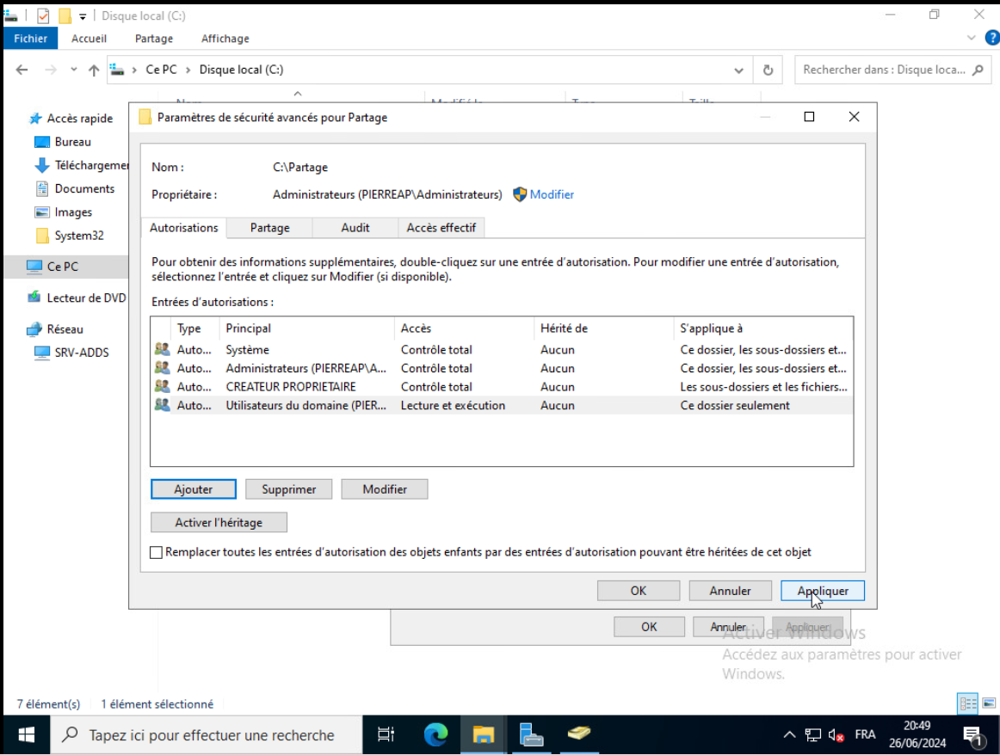 Disque local (C:)
Fichier Accueil Partage Affichage
Ce PC > Disque local (C:) Rechercher dans : Disque loca...
Accès rapide
Bureau
Téléchargemer
Documents
Images
System32
Ce PC
Lecteur de DVD
Réseau
SRV-ADDS
Paramètres de sécurité avancés pour Partage
Nom : C:\Partage
Propriétaire : Administrateurs (PIERREAP\Administrateurs) Modifier
Autorisations Partage Audit Accès effectif
Pour obtenir des informations supplémentaires, double-cliquez sur une entrée d'autorisation. Pour modifier une entrée d'autorisation,
sélectionnez l'entrée et cliquez sur Modifier (si disponible).
Entrées d'autorisations :
Type Principal Accès Hérité de S'applique à
Auto... Système Contrôle total Aucun Ce dossier, les sous-dossiers et...
Auto... Administrateurs (PIERREAP\A... Contrôle total Aucun Ce dossier, les sous-dossiers et...
Auto... CREATEUR PROPRIETAIRE Contrôle total Aucun Les sous-dossiers et les fichiers...
Auto... Utilisateurs du domaine (PIER... Lecture et exécution Aucun Ce dossier seulement
Ajouter Supprimer Modifier
Activer l'héritage
Remplacer toutes les entrées d'autorisation des objets enfants par des entrées d'autorisation pouvant être héritées de cet objet
OK Annuler Appliquer
OK Annuler Appliquer
Activer Windows
Accédez aux paramètres pour activer
Windows.
7 élément(s) 1 élément sélectionné
Tapez ici pour effectuer une recherche
FRA
20:49
26/06/2024
1